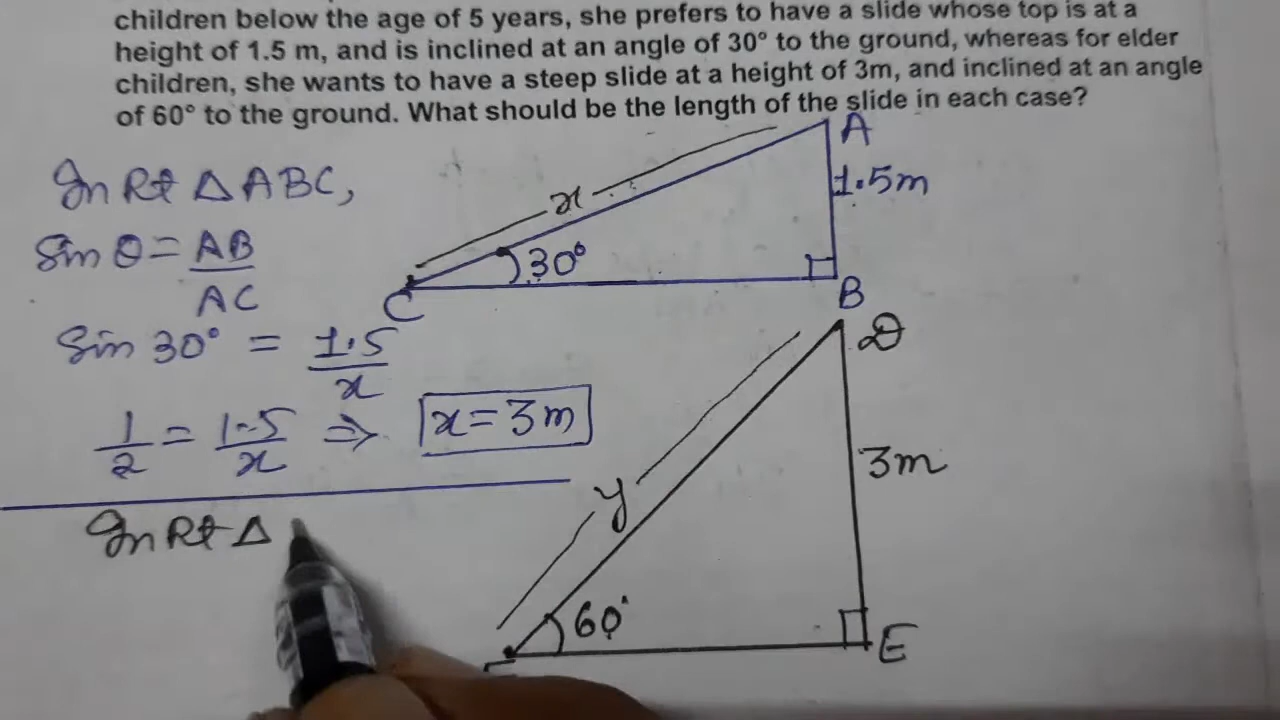 children below the age of 5 years, she prefers to have a slide whose top is at a
height of 1.5 m, and is inclined at an angle of 30° to the ground, whereas for elder
children, she wants to have a steep slide at a height of 3m, and inclined at an angle
of 60° to the ground. What should be the length of the slide in each case?
In Rt Δ ABC,
Sin θ = AB/AC
Sin 30° = 1.5/x
1/2 = 1.5/x ⇒ x = 3m
In Rt Δ
A
x
1.5m
30°
C
B
D
y
3m
60°
E